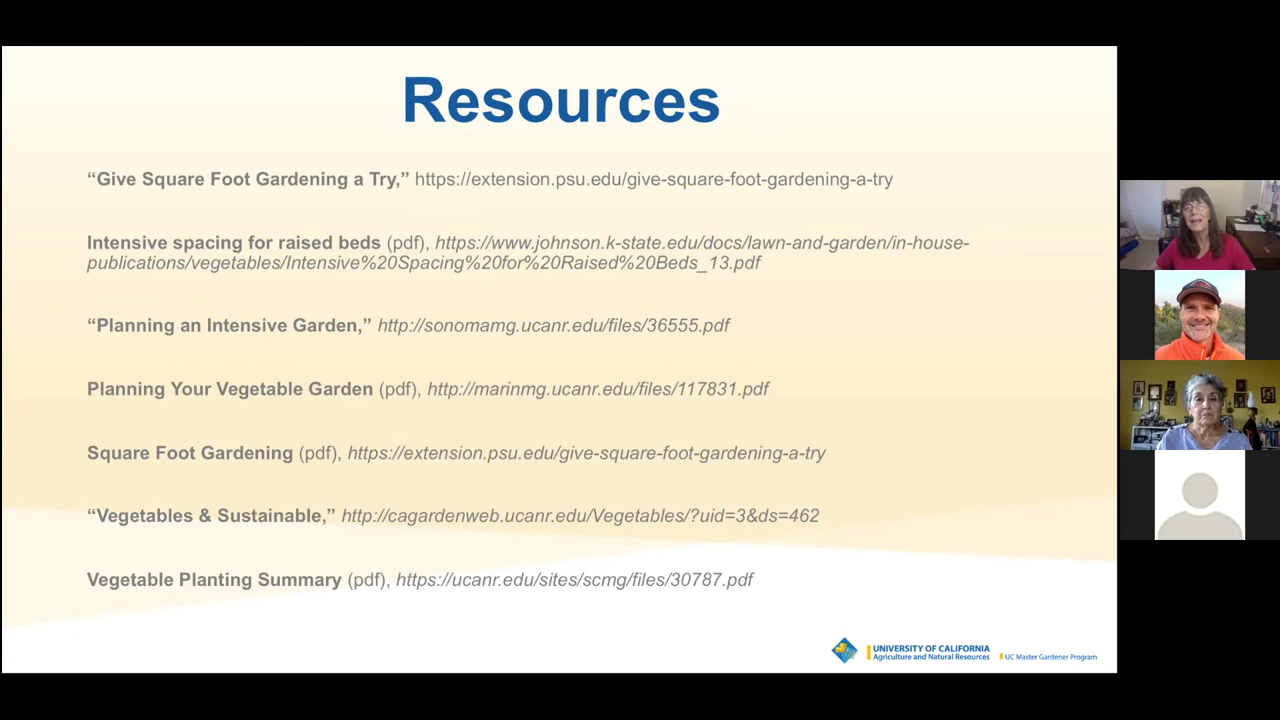 Resources
“Give Square Foot Gardening a Try,” https://extension.psu.edu/give-square-foot-gardening-a-try
Intensive spacing for raised beds (pdf), https://www.johnson.k-state.edu/docs/lawn-and-garden/in-house-
publications/vegetables/Intensive%20Spacing%20for%20Raised%20Beds_13.pdf
“Planning an Intensive Garden,” http://sonomamg.ucanr.edu/files/36555.pdf
Planning Your Vegetable Garden (pdf), http://marinmg.ucanr.edu/files/117831.pdf
Square Foot Gardening (pdf), https://extension.psu.edu/give-square-foot-gardening-a-try
“Vegetables & Sustainable,” http://cagardenweb.ucanr.edu/Vegetables/?uid=3&ds=462
Vegetable Planting Summary (pdf), https://ucanr.edu/sites/scmg/files/30787.pdf
UNIVERSITY OF CALIFORNIA
Agriculture and Natural Resources
UC Master Gardener Program